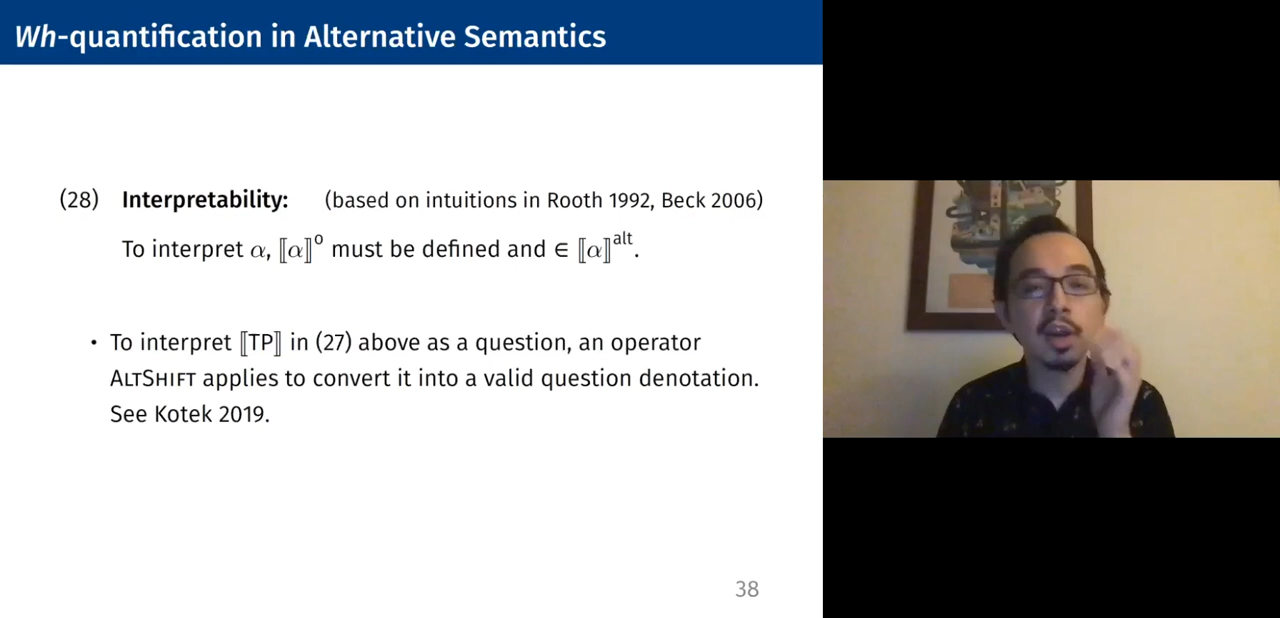 Wh-quantification in Alternative Semantics
(28) Interpretability: (based on intuitions in Rooth 1992, Beck 2006)
To interpret α, ⟦α⟧ᵒ must be defined and ∈ ⟦α⟧ᵃˡᵗ.
• To interpret ⟦TP⟧ in (27) above as a question, an operator
ALTSHIFT applies to convert it into a valid question denotation.
See Kotek 2019.
38